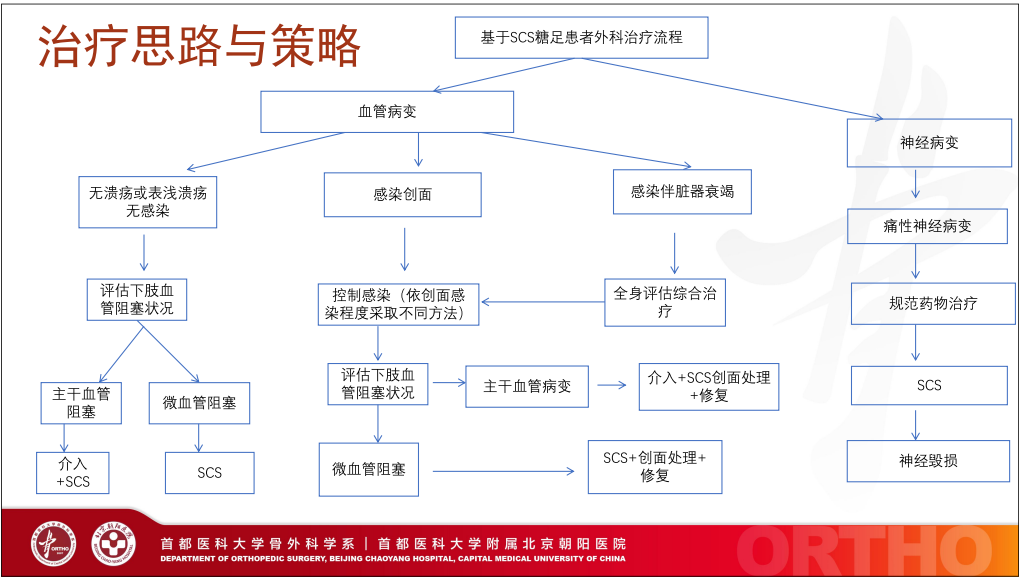 治疗思路与策略
基于SCS糖足患者外科治疗流程
血管病变
神经病变
无溃疡或表浅溃疡
无感染
感染创面
感染伴脏器衰竭
痛性神经病变
评估下肢血
管阻塞状况
控制感染（依创面感
染程度采取不同方法）
全身评估综合治
疗
规范药物治疗
主干血管
阻塞
微血管阻塞
评估下肢血
管阻塞状况
主干血管病变
介入+SCS创面处理
+修复
SCS
介入
+SCS
SCS
微血管阻塞
SCS+创面处理+
修复
神经毁损
ORTHO
首都医科大学骨外科学系｜首都医科大学附属北京朝阳医院
DEPARTMENT OF ORTHOPEDIC SURGERY, BEIJING CHAOYANG HOSPITAL, CAPITAL MEDICAL UNIVERSITY OF CHINA
ORTHO